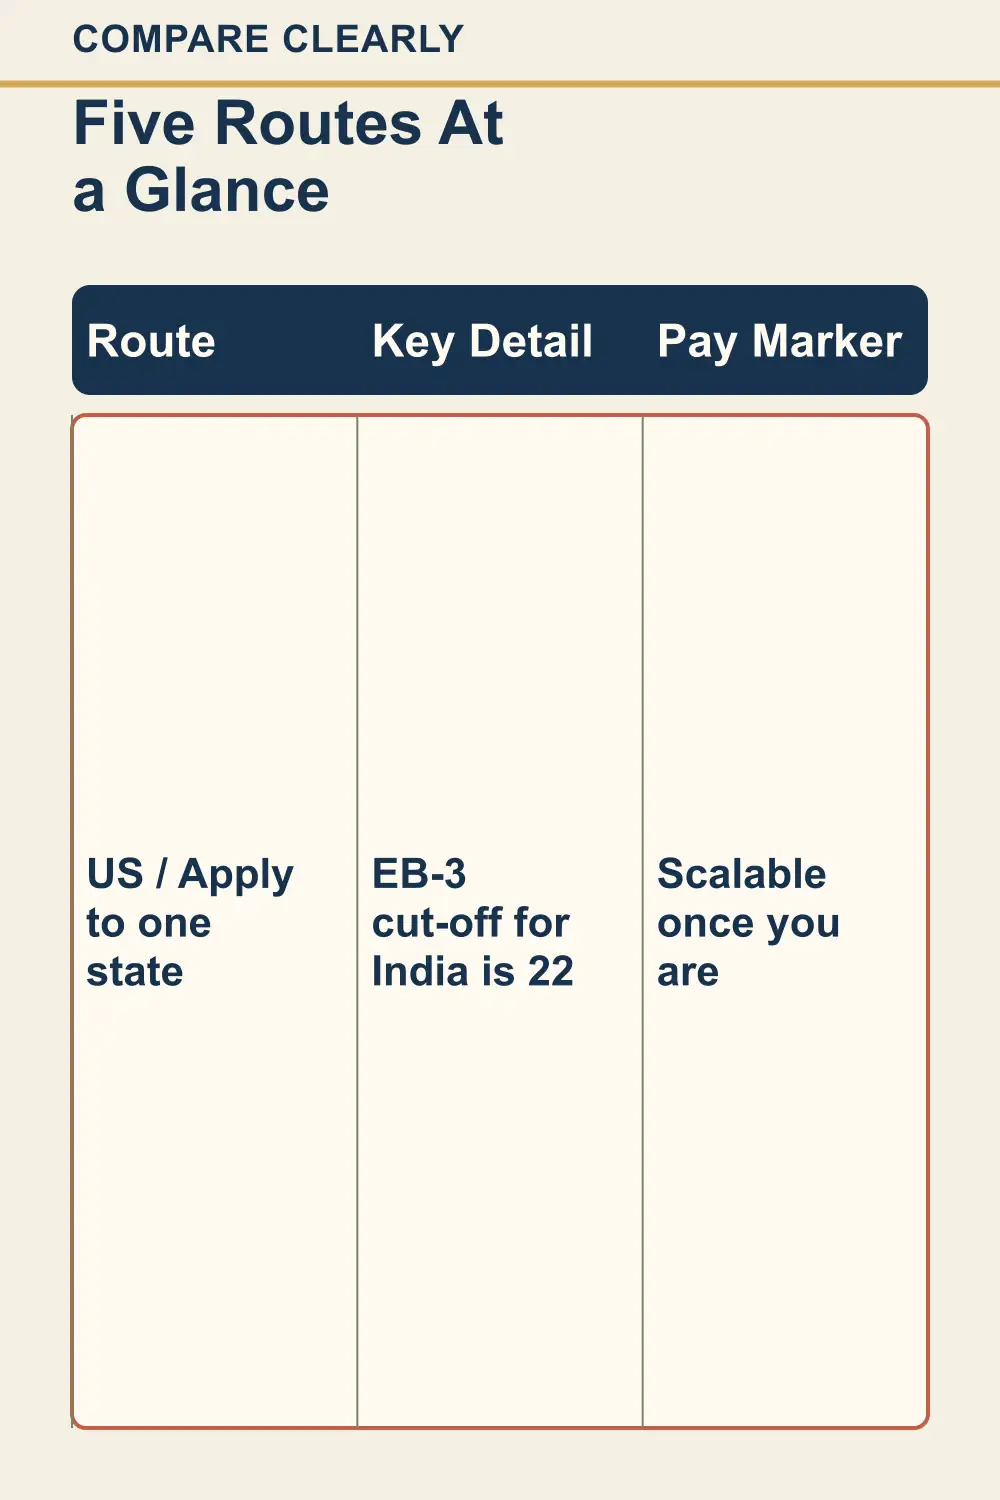 COMPARE CLEARLY
Five Routes At
a Glance
Route
Key Detail
Pay Marker
US / Apply
to one
state
EB-3
cut-off for
India is 22
Scalable
once you
are